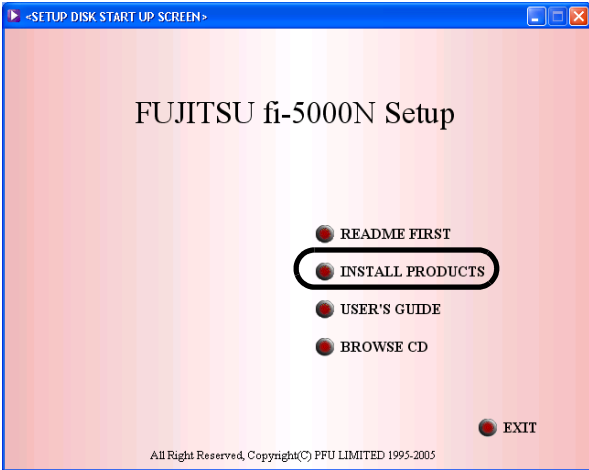 <SETUP DISK START UP SCREEN>
FUJITSU fi-5000N Setup
README FIRST
INSTALL PRODUCTS
USER'S GUIDE
BROWSE CD
EXIT
All Right Reserved, Copyright(C) PFU LIMITED 1995-2005